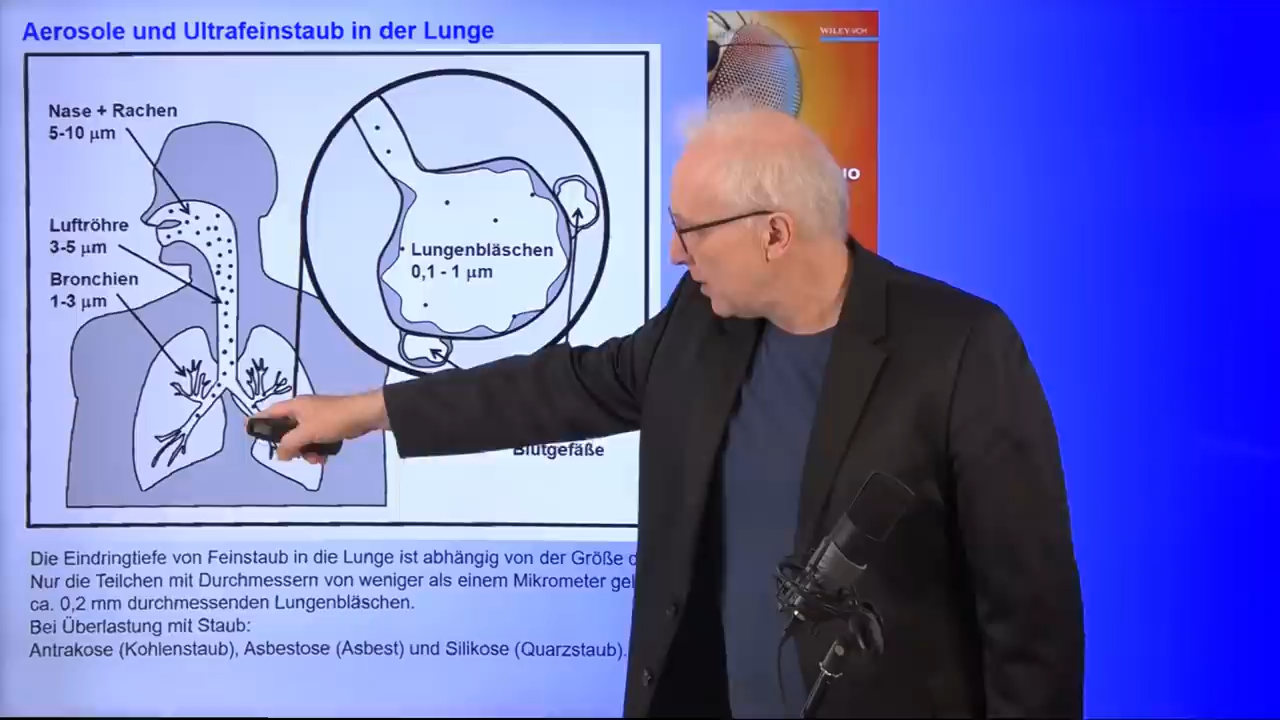 Aerosole und Ultrafeinstaub in der Lunge
WILEY-VCH
Nase + Rachen
5-10 µm
Luftröhre
3-5 µm
Bronchien
1-3 µm
Lungenbläschen
0,1 - 1 µm
Blutgefäße
Die Eindringtiefe von Feinstaub in die Lunge ist abhängig von der Größe
Nur die Teilchen mit Durchmessern von weniger als einem Mikrometer
ca. 0,2 mm durchmessenden Lungenbläschen.
Bei Überlastung mit Staub:
Antrakose (Kohlenstaub), Asbestose (Asbest) und Silikose (Quarzstaub).